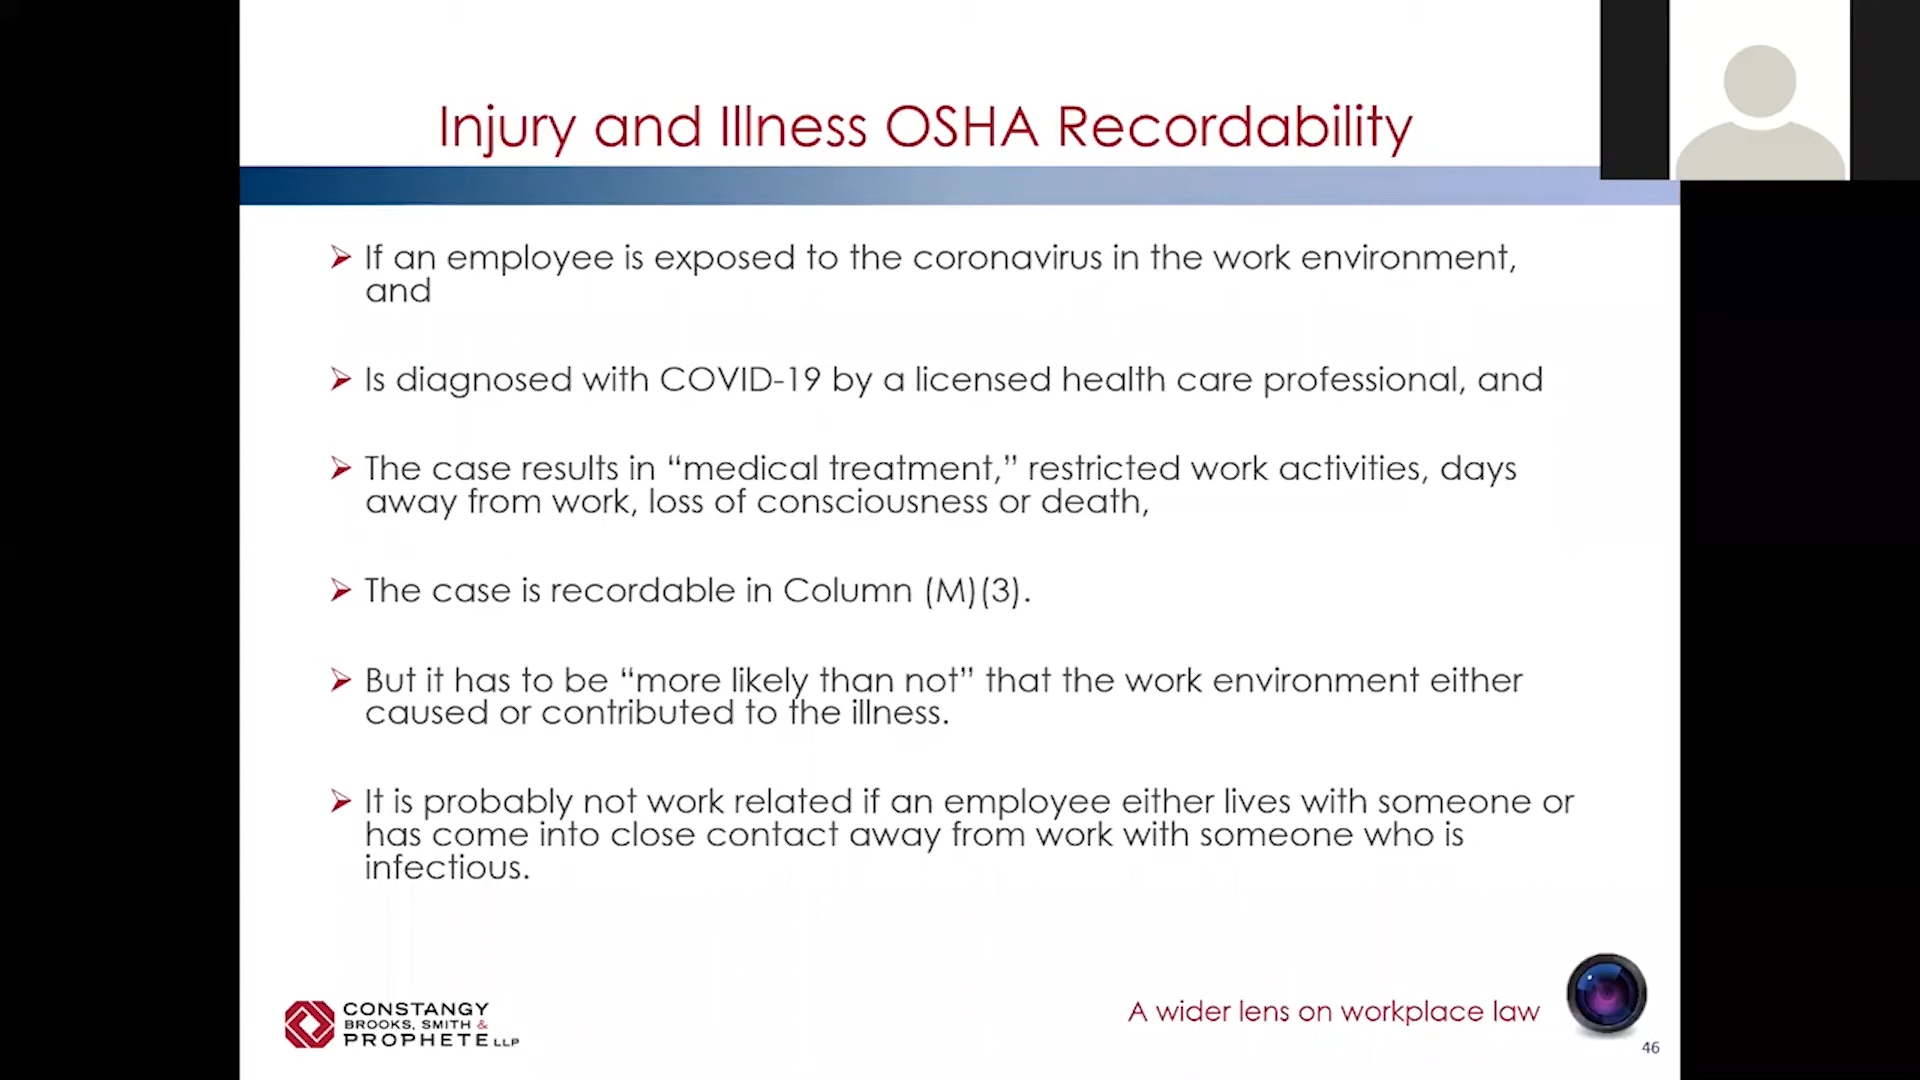 Injury and Illness OSHA Recordability
If an employee is exposed to the coronavirus in the work environment,
and
Is diagnosed with COVID-19 by a licensed health care professional, and
The case results in “medical treatment,” restricted work activities, days
away from work, loss of consciousness or death,
The case is recordable in Column (M)(3).
But it has to be “more likely than not” that the work environment either
caused or contributed to the illness.
It is probably not work related if an employee either lives with someone or
has come into close contact away from work with someone who is
infectious.
CONSTANGY
BROOKS, SMITH &
PROPHETE LLP
A wider lens on workplace law
46